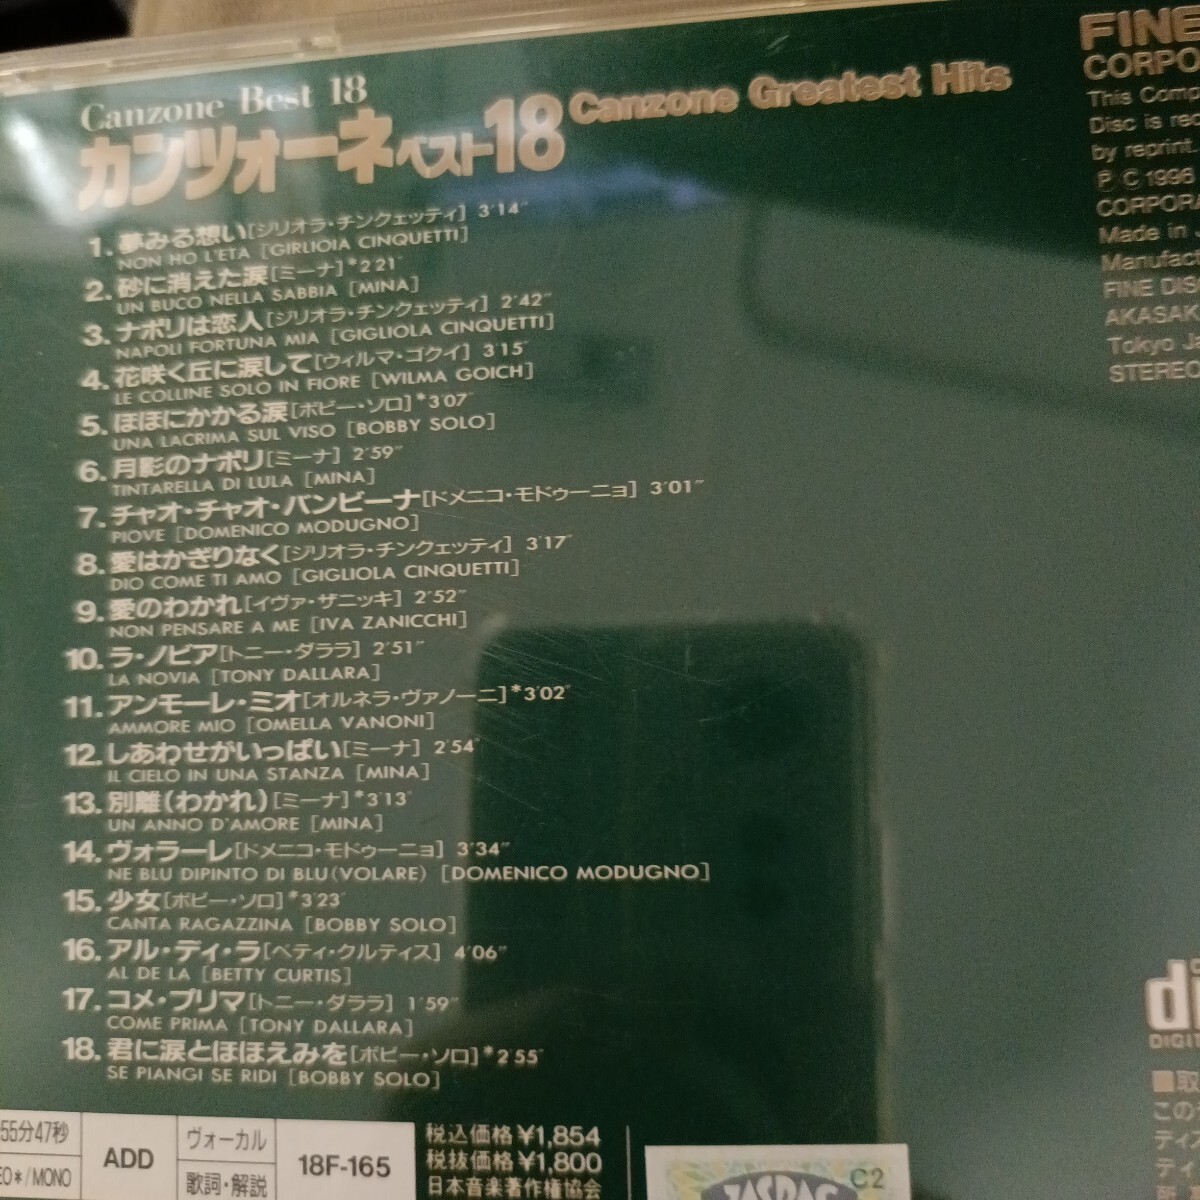 Canzone Best 18
カンツォーネベスト18 Canzone Greatest Hits
1. 夢みる想い[ジリオラ・チンクェッティ] 3'14"
NON HO L'ETA [GIRLIOIA CINQUETTI]
2. 砂に消えた涙[ミーナ]*2'21"
UN BUCO NELLA SABBIA [MINA]
3. ナポリは恋人[ジリオラ・チンクェッティ] 2'42"
NAPOLI FORTUNA MIA [GIGLIOLA CINQUETTI]
4. 花咲く丘に涙して[ウィルマ・ゴクイ] 3'15"
LE COLLINE SOLO IN FIORE [WILMA GOICH]
5. ほほにかかる涙[ボビー・ソロ]*3'07"
UNA LACRIMA SUL VISO [BOBBY SOLO]
6. 月影のナポリ[ミーナ] 2'59"
TINTARELLA DI LULA [MINA]
7. チャオ・チャオ・バンビーナ[ドメニコ・モドゥーニョ] 3'01"
PIOVE [DOMENICO MODUGNO]
8. 愛はかぎりなく[ジリオラ・チンクェッティ] 3'17"
DIO COME TI AMO [GIGLIOLA CINQUETTI]
9. 愛のわかれ[イヴァ・ザニッキ] 2'52"
NON PENSARE A ME [IVA ZANICCHI]
10. ラ・ノビア[トニー・ダララ] 2'51"
LA NOVIA [TONY DALLARA]
11. アンモーレ・ミオ[オルネラ・ヴァノーニ]*3'02"
AMMORE MIO [OMELLA VANONI]
12. しあわせがいっぱい[ミーナ] 2'54"
IL CIELO IN UNA STANZA [MINA]
13. 別離(わかれ)[ミーナ]*3'13"
UN ANNO D'AMORE [MINA]
14. ヴォラーレ[ドメニコ・モドゥーニョ] 3'34"
NE BLU DIPINTO DI BLU(VOLARE) [DOMENICO MODUGNO]
15. 少女[ボビー・ソロ]*3'23"
CANTA RAGAZZINA [BOBBY SOLO]
16. アル・ディ・ラ[ベティ・クルティス] 4'06"
AL DE LA [BETTY CURTIS]
17. コメ・プリマ[トニー・ダララ] 1'59"
COME PRIMA [TONY DALLARA]
18. 君に涙とほほえみを[ボビー・ソロ]*2'55"
SE PIANGI SE RIDI [BOBBY SOLO]
55分47秒
EO*/MONO
ADD
ヴォーカル
歌詞・解説
18F-165
税込価格¥1,854
税抜価格¥1,800
日本音楽著作権協会
JASRAC
C2
FINE
CORPO
This Comp
Disc is rec
by reprint.
P C 1996
CORPORA
Made in J
Manufact
FINE DIS
AKASAK
Tokyo Ja
STEREO
DIGIT
■取
この
ディ
ディ